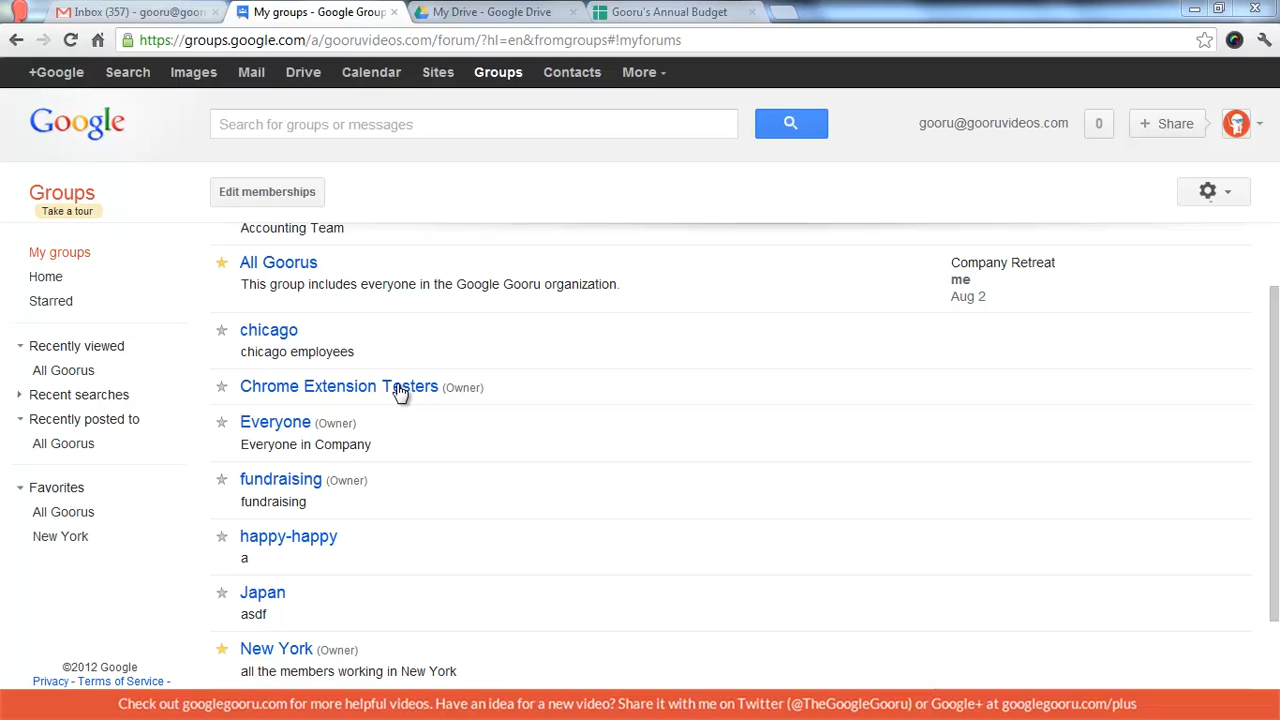 Inbox (357) - gooru@gooru
My groups - Google Group
My Drive - Google Drive
Gooru's Annual Budget
https://groups.google.com/a/gooruvideos.com/forum/?hl=en&fromgroups#!myforums
+Google Search Images Mail Drive Calendar Sites Groups Contacts More
Google
Search for groups or messages
gooru@gooruvideos.com
0
+ Share
Groups
Take a tour
Edit memberships
My groups
Home
Starred
Recently viewed
All Goorus
Recent searches
Recently posted to
All Goorus
Favorites
All Goorus
New York
©2012 Google
Privacy - Terms of Service -
Accounting Team
All Goorus
This group includes everyone in the Google Gooru organization.
Company Retreat
me
Aug 2
chicago
chicago employees
Chrome Extension Testers (Owner)
Everyone (Owner)
Everyone in Company
fundraising (Owner)
fundraising
happy-happy
a
Japan
asdf
New York (Owner)
all the members working in New York
Check out googlegooru.com for more helpful videos. Have an idea for a new video? Share it with me on Twitter (@TheGoogleGooru) or Google+ at googlegooru.com/plus